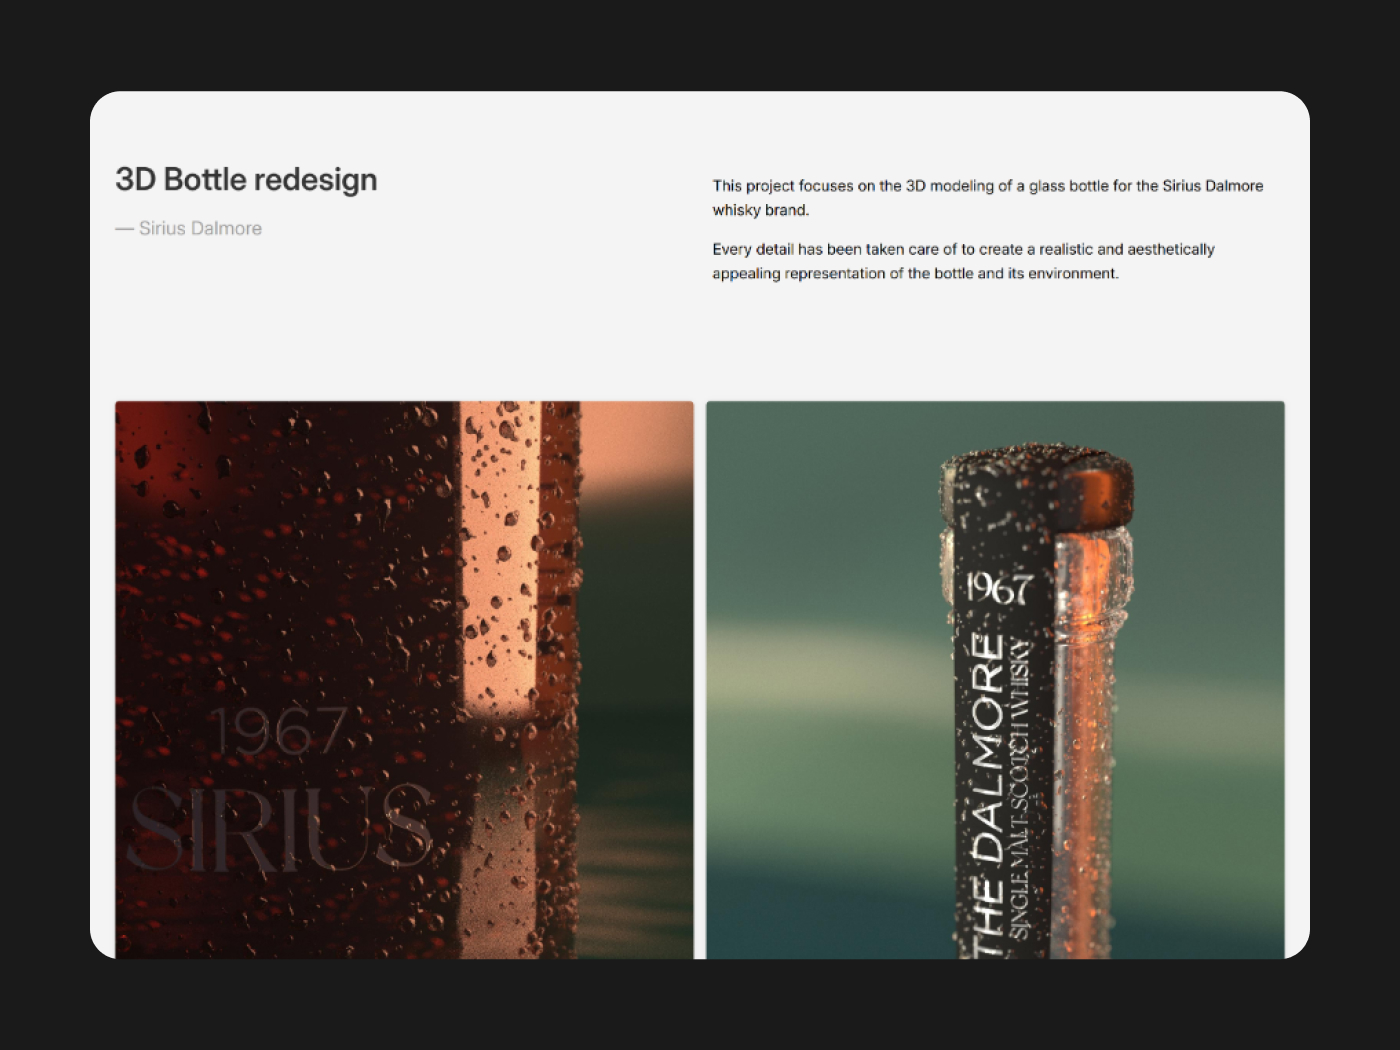 3D Bottle redesign
— Sirius Dalmore
This project focuses on the 3D modeling of a glass bottle for the Sirius Dalmore
whisky brand.
Every detail has been taken care of to create a realistic and aesthetically
appealing representation of the bottle and its environment.
1967
SIRIUS
1967
THE DALMORE
SINGLE MALT SCOTCH WHISKY